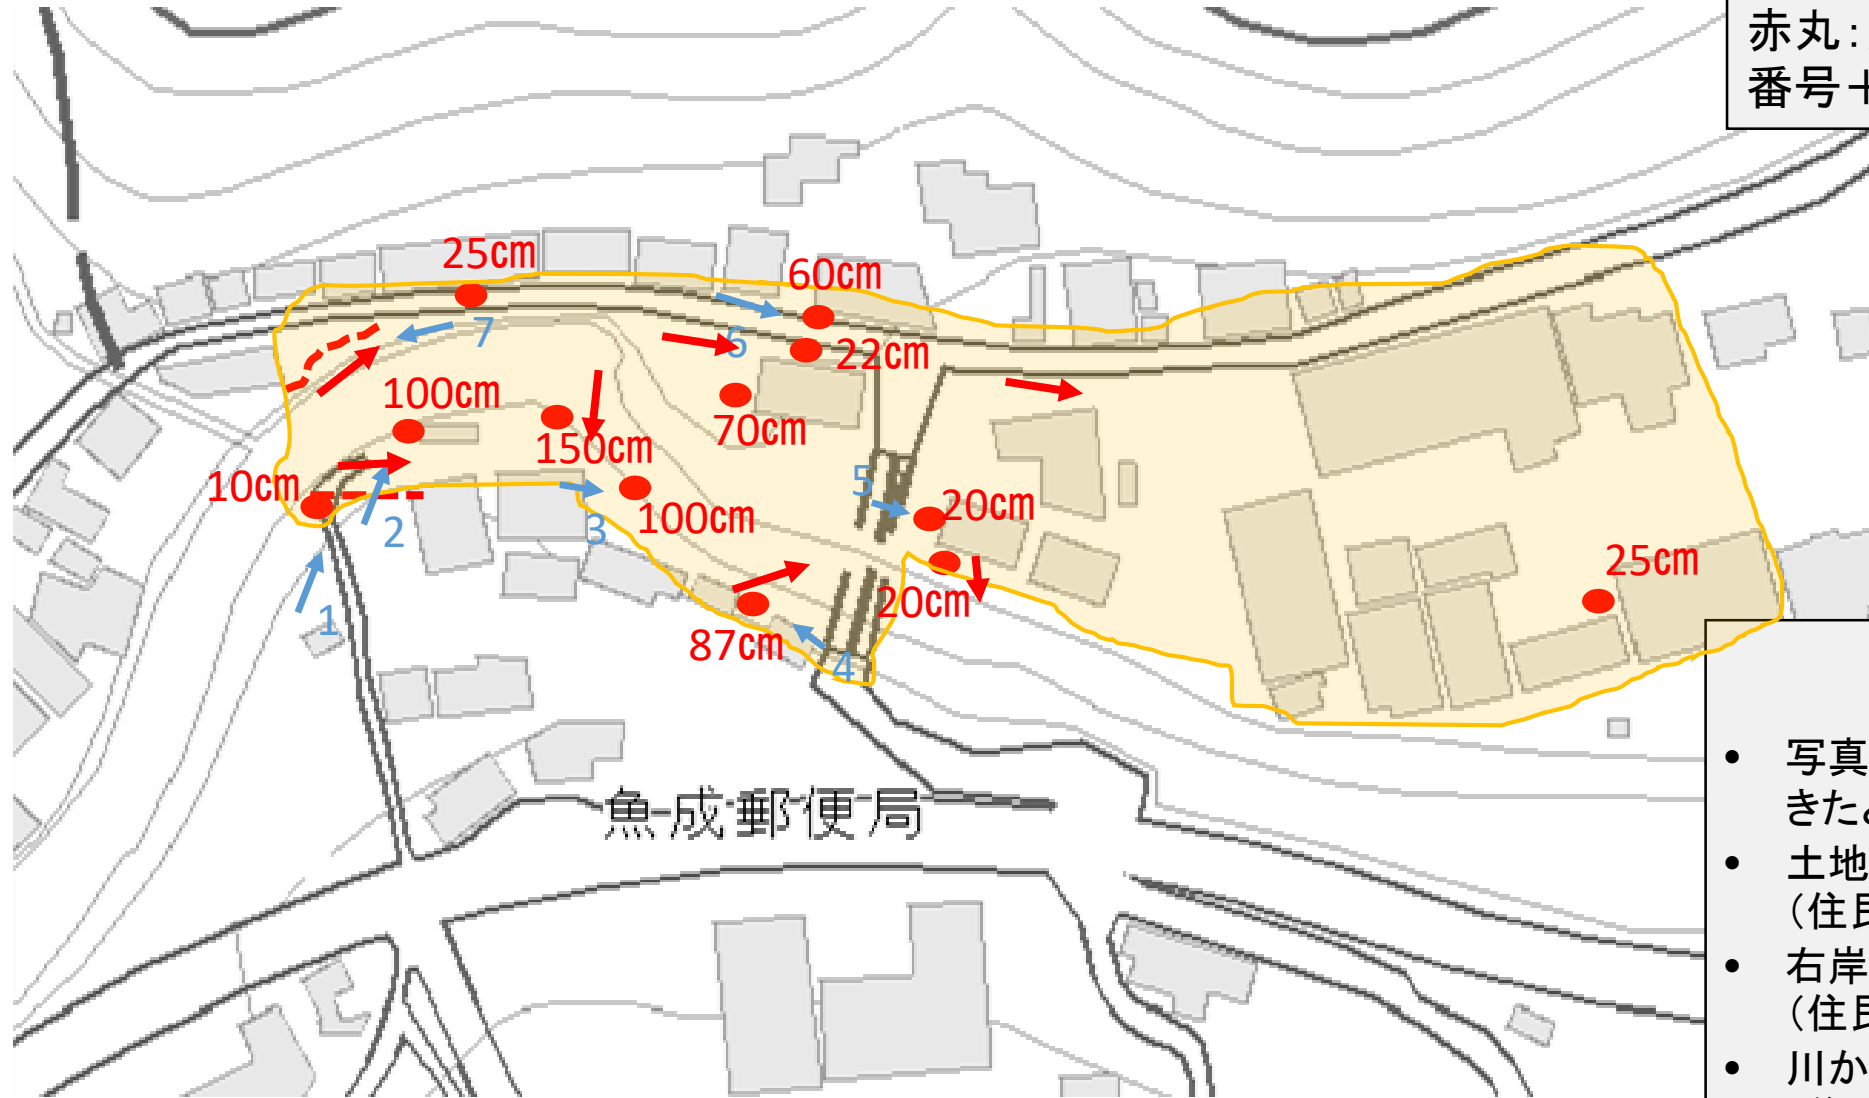 赤丸：
番号＋
25cm
60cm
7
6
22cm
100cm
70cm
150cm
5
10cm
20cm
100cm
2
3
25cm
20cm
1
87cm
4
• 写真
きた
• 土地
（住民
魚成郵便局
• 右岸
（住民
• 川か